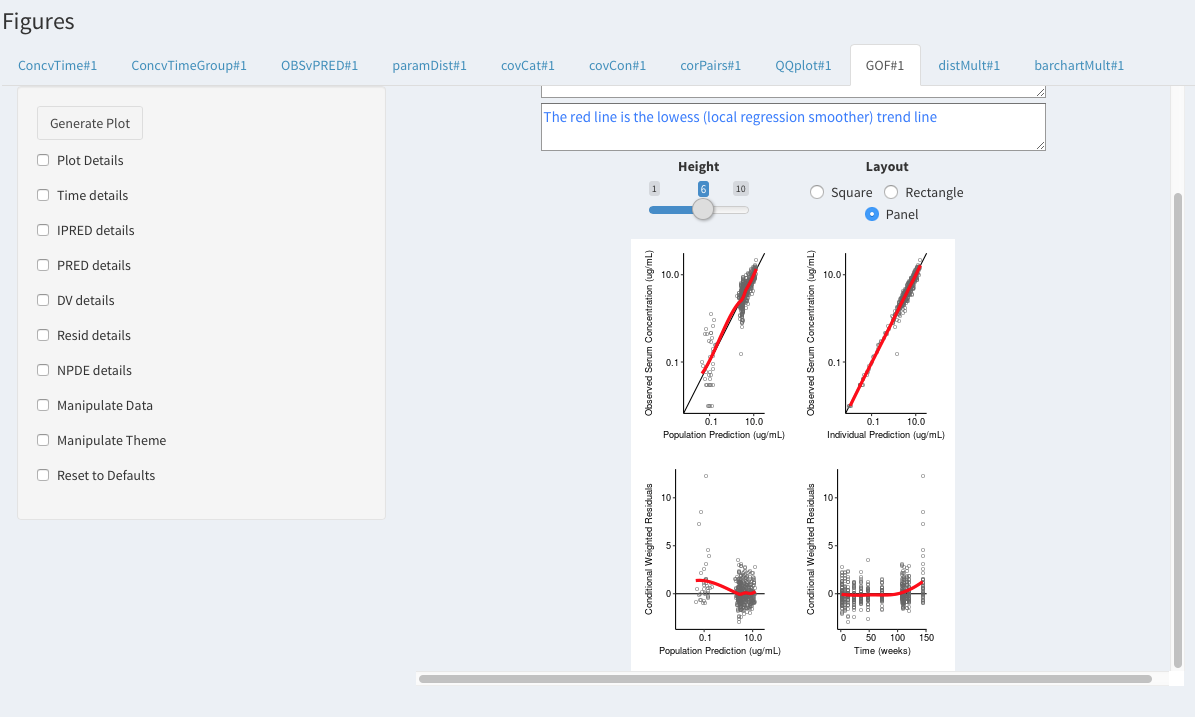 Figures
ConcvTime#1 ConcvTimeGroup#1 OBSvPRED#1 paramDist#1 covCat#1 covCon#1 corPairs#1 QQplot#1 GOF#1 distMult#1 barchartMult#1
Generate Plot
Plot Details
Time details
IPRED details
PRED details
DV details
Resid details
NPDE details
Manipulate Data
Manipulate Theme
Reset to Defaults
The red line is the lowess (local regression smoother) trend line
Height
1 6 10
Layout
Square Rectangle
Panel
Observed Serum Concentration (ug/mL)
10.0
0.1
0.1 10.0
Population Prediction (ug/mL)
Observed Serum Concentration (ug/mL)
10.0
0.1
0.1 10.0
Individual Prediction (ug/mL)
Conditional Weighted Residuals
10
5
0
0.1 10.0
Population Prediction (ug/mL)
Conditional Weighted Residuals
10
5
0
0 50 100 150
Time (weeks)